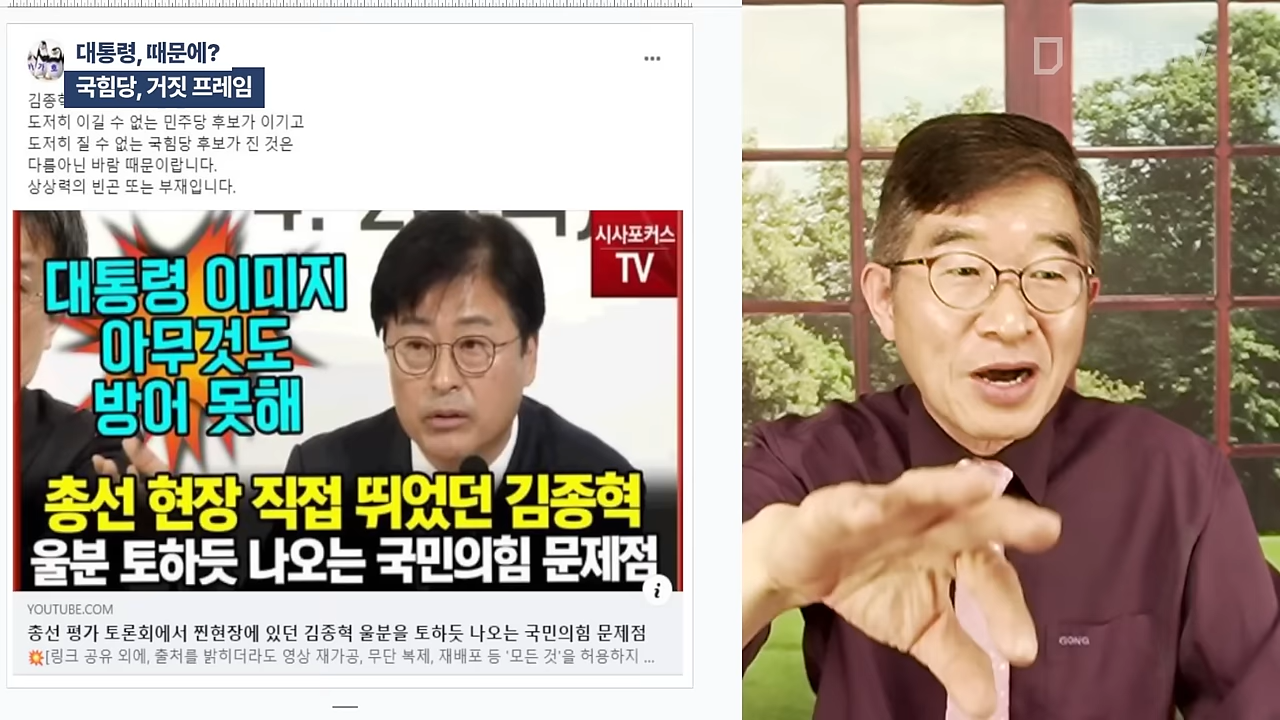 대통령, 때문에?
국힘당, 거짓 프레임
김종혁
도저히 이길 수 없는 민주당 후보가 이기고
도저히 질 수 없는 국힘당 후보가 진 것은
다름아닌 바람 때문이랍니다.
상상력의 빈곤 또는 부재입니다.
시사포커스
TV
대통령 이미지
아무것도
방어 못해
총선 현장 직접 뛰었던 김종혁
울분 토하듯 나오는 국민의힘 문제점
YOUTUBE.COM
총선 평가 토론회에서 찐현장에 있던 김종혁 울분을 토하듯 나오는 국민의힘 문제점
💥[링크 공유 외에, 출처를 밝히더라도 영상 재가공, 무단 복제, 재배포 등 '모든 것'을 허용하지 ...
공병호TV
GONG